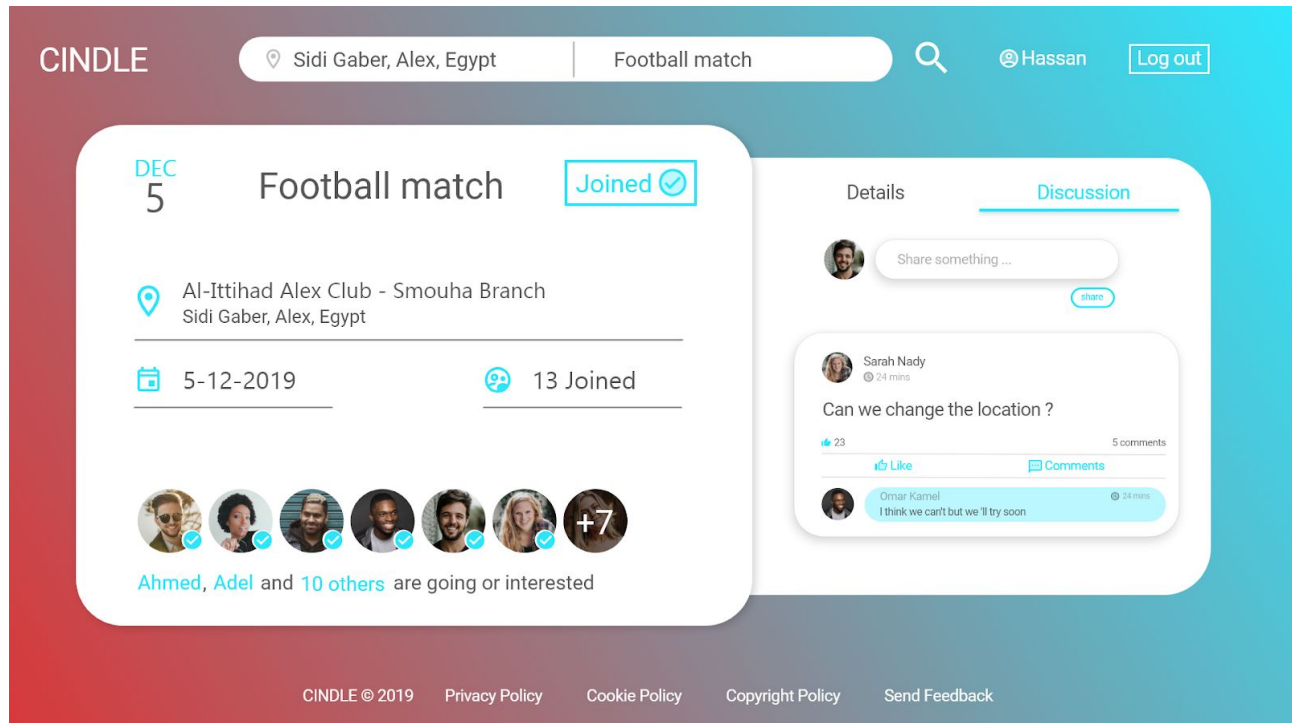 CINDLE
Sidi Gaber, Alex, Egypt
Football match
Hassan
Log out
DEC
5
Football match
Joined
Al-Ittihad Alex Club - Smouha Branch
Sidi Gaber, Alex, Egypt
5-12-2019
13 Joined
+7
Ahmed, Adel and 10 others are going or interested
Details
Discussion
Share something ...
share
Sarah Nady
24 mins
Can we change the location ?
23
5 comments
Like
Comments
Omar Kamel
24 mins
I think we can't but we 'll try soon
CINDLE © 2019
Privacy Policy
Cookie Policy
Copyright Policy
Send Feedback